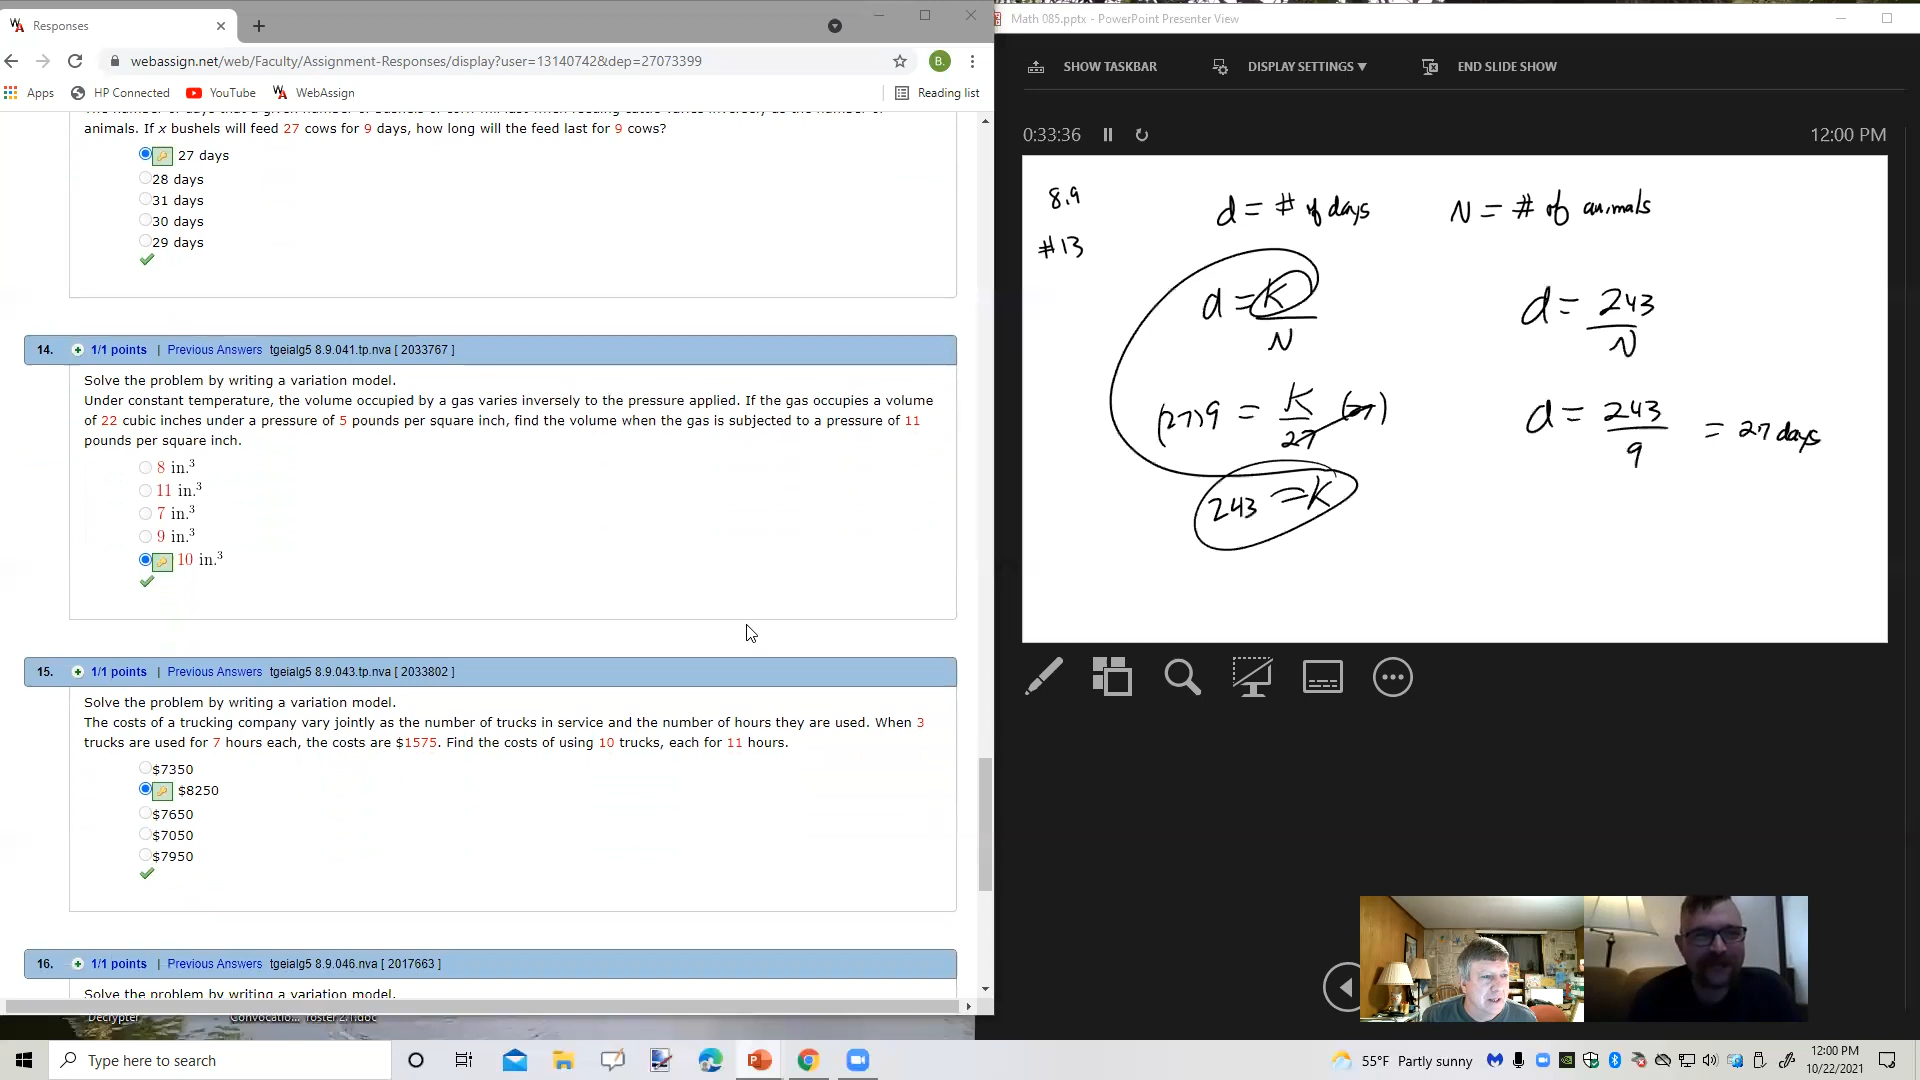 Responses
Math 085.pptx - PowerPoint Presenter View
webassign.net/web/Faculty/Assignment-Responses/display?user=13140742&dep=27073399
B.
Apps
HP Connected
YouTube
WebAssign
Reading list
animals. If x bushels will feed 27 cows for 9 days, how long will the feed last for 9 cows?
27 days
28 days
31 days
30 days
29 days
14. 1/1 points | Previous Answers tgeialg5 8.9.041.tp.nva [ 2033767 ]
Solve the problem by writing a variation model.
Under constant temperature, the volume occupied by a gas varies inversely to the pressure applied. If the gas occupies a volume
of 22 cubic inches under a pressure of 5 pounds per square inch, find the volume when the gas is subjected to a pressure of 11
pounds per square inch.
8 in.³
11 in.³
7 in.³
9 in.³
10 in.³
15. 1/1 points | Previous Answers tgeialg5 8.9.043.tp.nva [ 2033802 ]
Solve the problem by writing a variation model.
The costs of a trucking company vary jointly as the number of trucks in service and the number of hours they are used. When 3
trucks are used for 7 hours each, the costs are $1575. Find the costs of using 10 trucks, each for 11 hours.
$7350
$8250
$7650
$7050
$7950
16. 1/1 points | Previous Answers tgeialg5 8.9.046.nva [ 2017663 ]
Solve the problem by writing a variation model.
SHOW TASKBAR
DISPLAY SETTINGS ▼
END SLIDE SHOW
0:33:36
12:00 PM
8.9
#13
d = # of days
N = # of animals
d = K/N
d = 243/N
(27)9 = K/27 (27)
d = 243/9 = 27 days
243 = K
Decrypter
Convocatio...
roster 2.1.doc
Type here to search
55°F Partly sunny
12:00 PM
10/22/2021